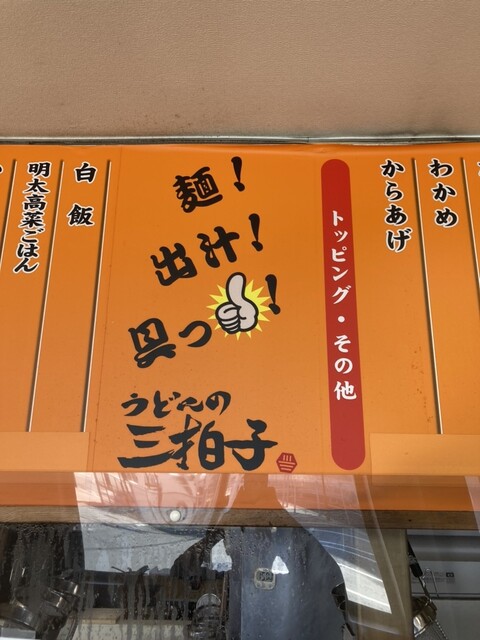 わかめ
からあげ
トッピング・その他
麺！
出汁！
具っ！
うどんの
三拍子
白飯
明太高菜ごはん